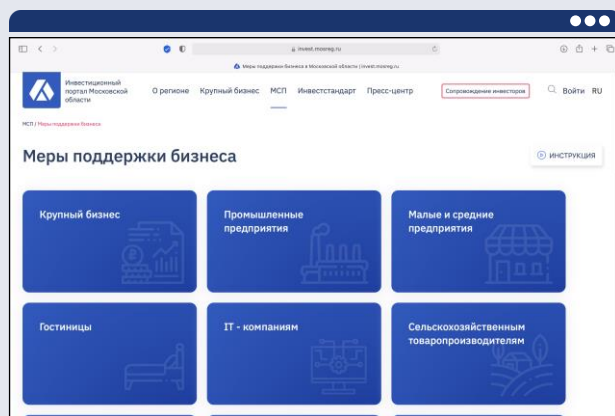 invest.mosreg.ru
Меры поддержки бизнеса в Московской области | invest.mosreg.ru
Инвестиционный
портал Московской
области
О регионе Крупный бизнес МСП Инвестстандарт Пресс-центр Сопровождение инвесторов Войти RU
МСП / Меры поддержки бизнеса
Меры поддержки бизнеса
ИНСТРУКЦИЯ
Крупный бизнес
Промышленные
предприятия
Малые и средние
предприятия
Гостиницы
IT - компаниям
Сельскохозяйственным
товаропроизводителям